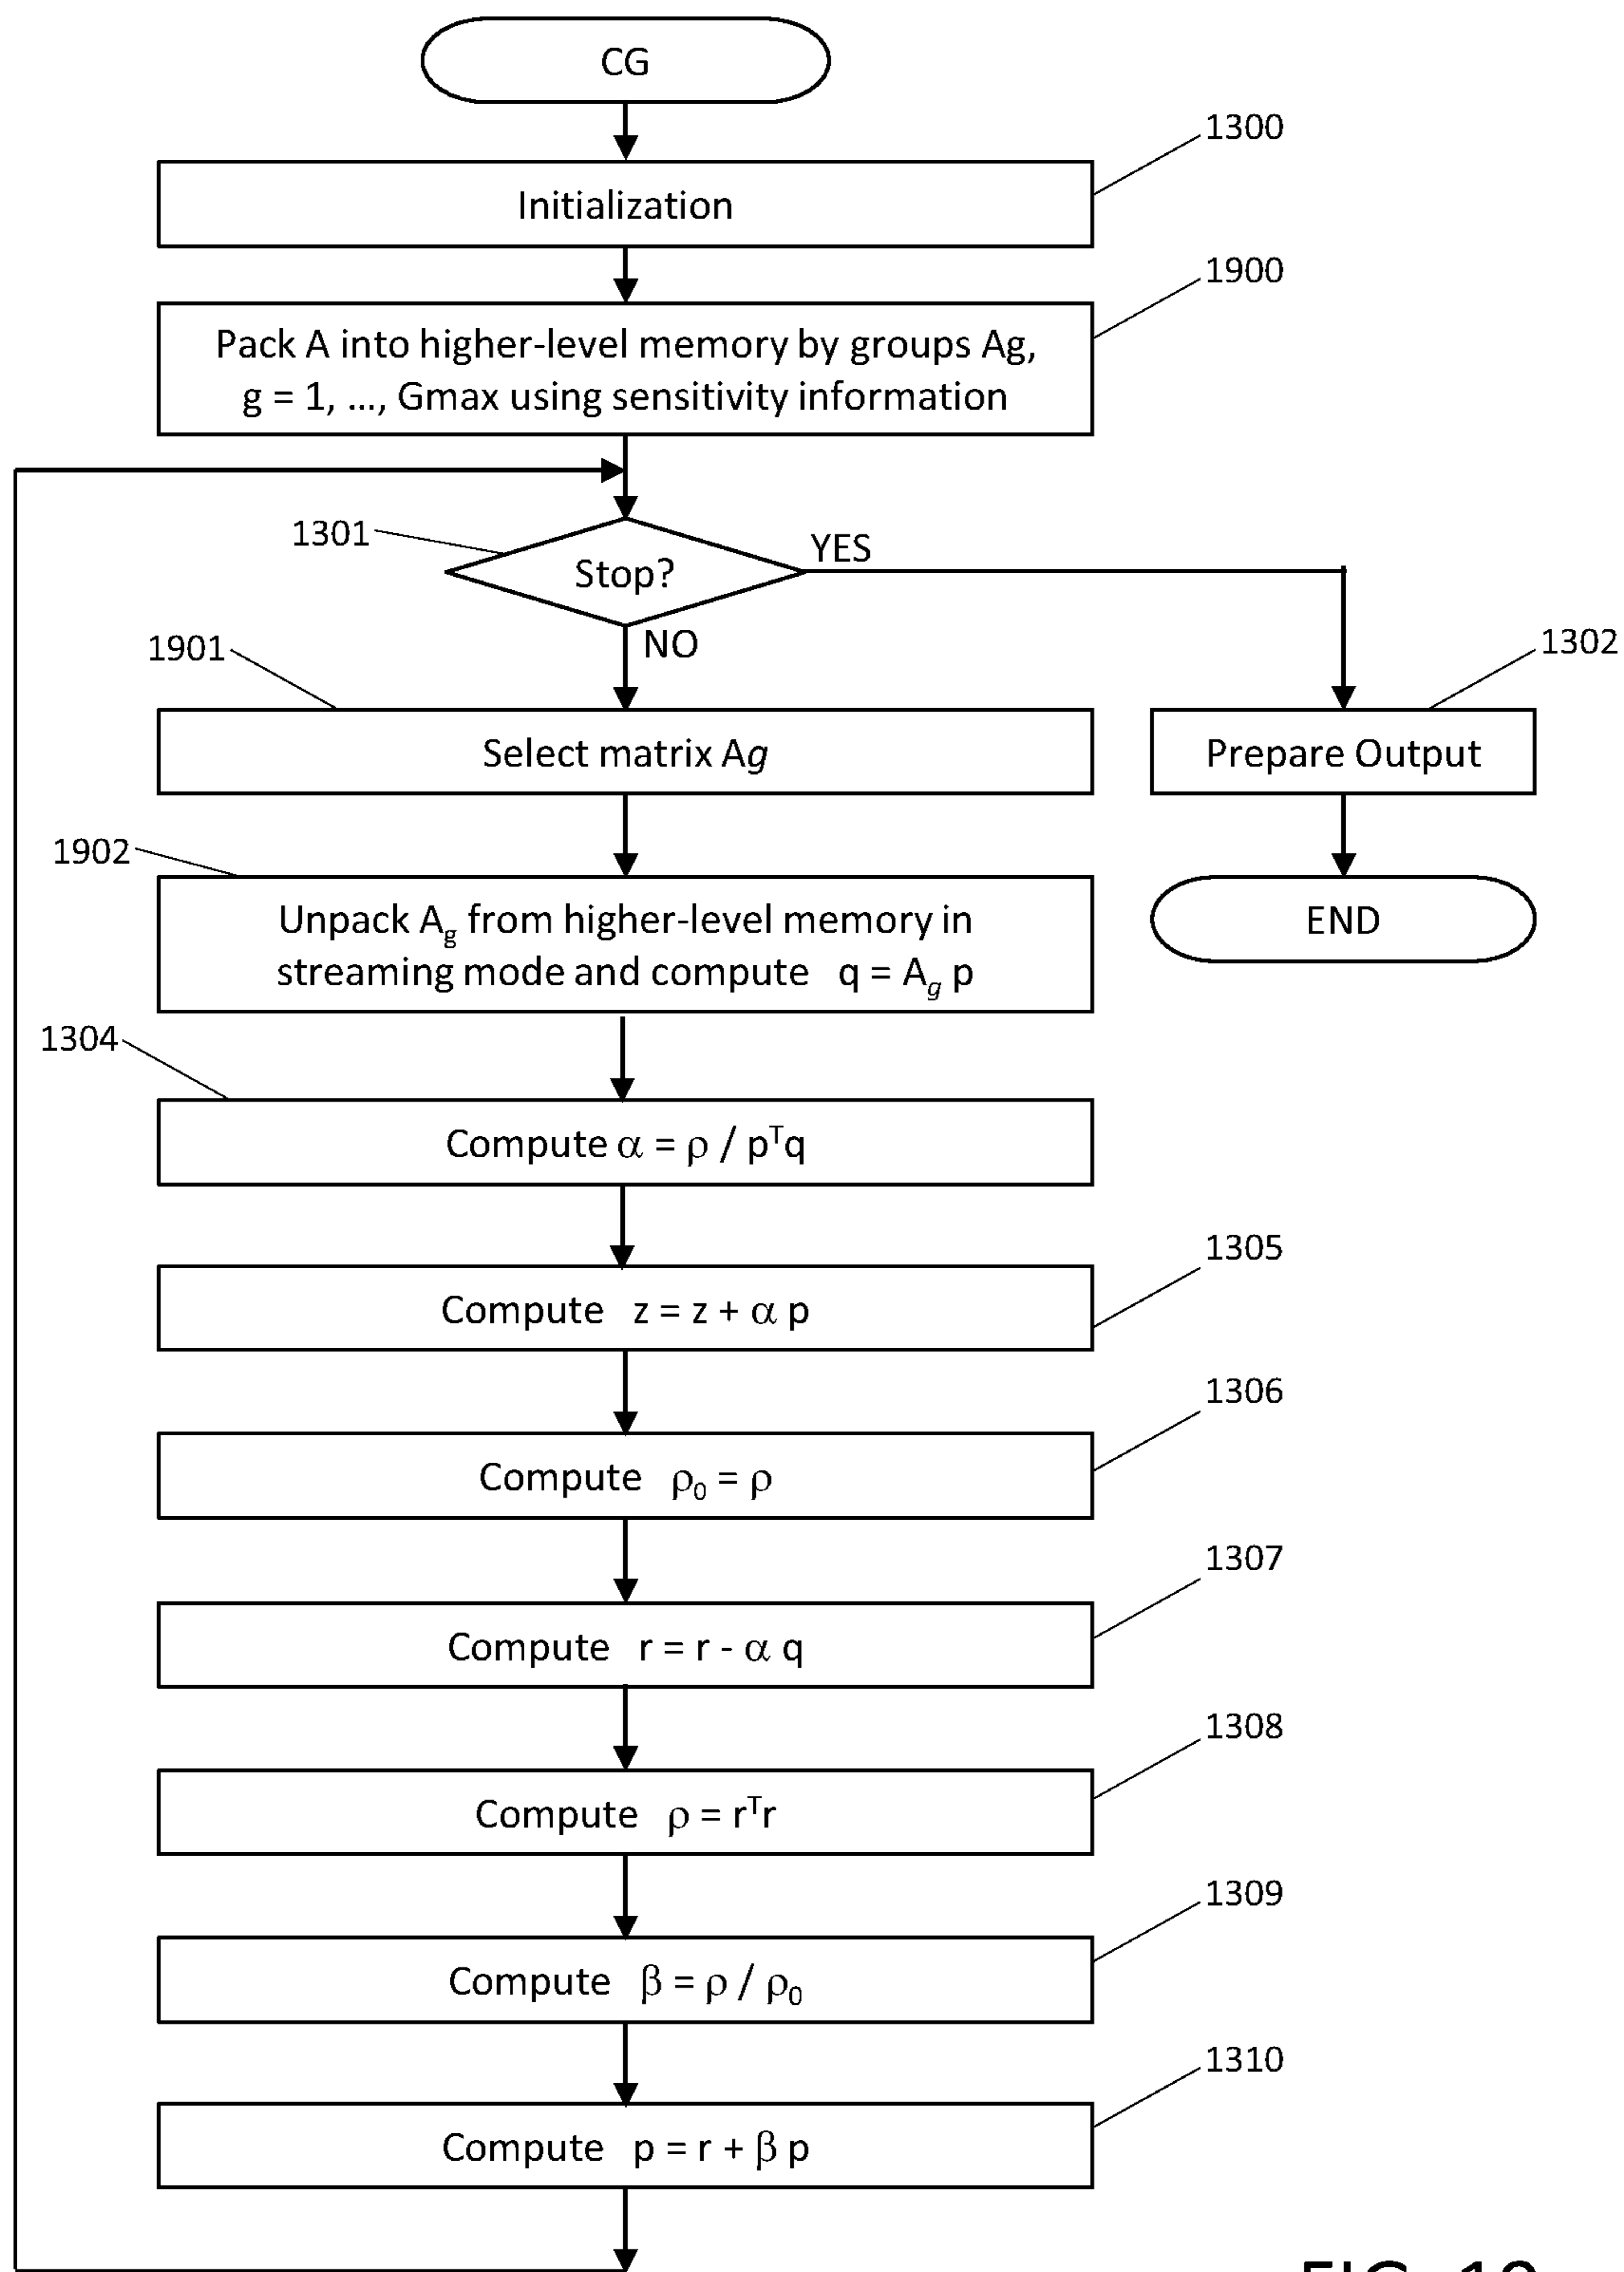 CG
1300
Initialization
1900
Pack A into higher-level memory by groups Ag,
g = 1, ..., Gmax using sensitivity information
1301
Stop?
YES
NO
1901
1302
Select matrix Ag
Prepare Output
1902
Unpack Ag from higher-level memory in
streaming mode and compute q = Ag p
END
1304
Compute α = ρ / pᵀq
1305
Compute z = z + α p
1306
Compute ρ₀ = ρ
1307
Compute r = r - α q
1308
Compute ρ = rᵀr
1309
Compute β = ρ / ρ₀
1310
Compute p = r + β p